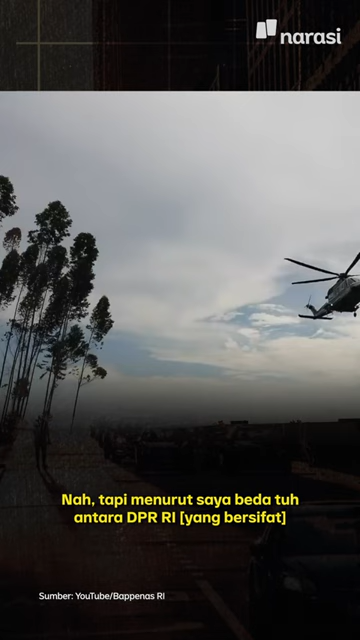 narasi
Nah, tapi menurut saya beda tuh
antara DPR RI [yang bersifat]
Sumber: YouTube/Bappenas RI